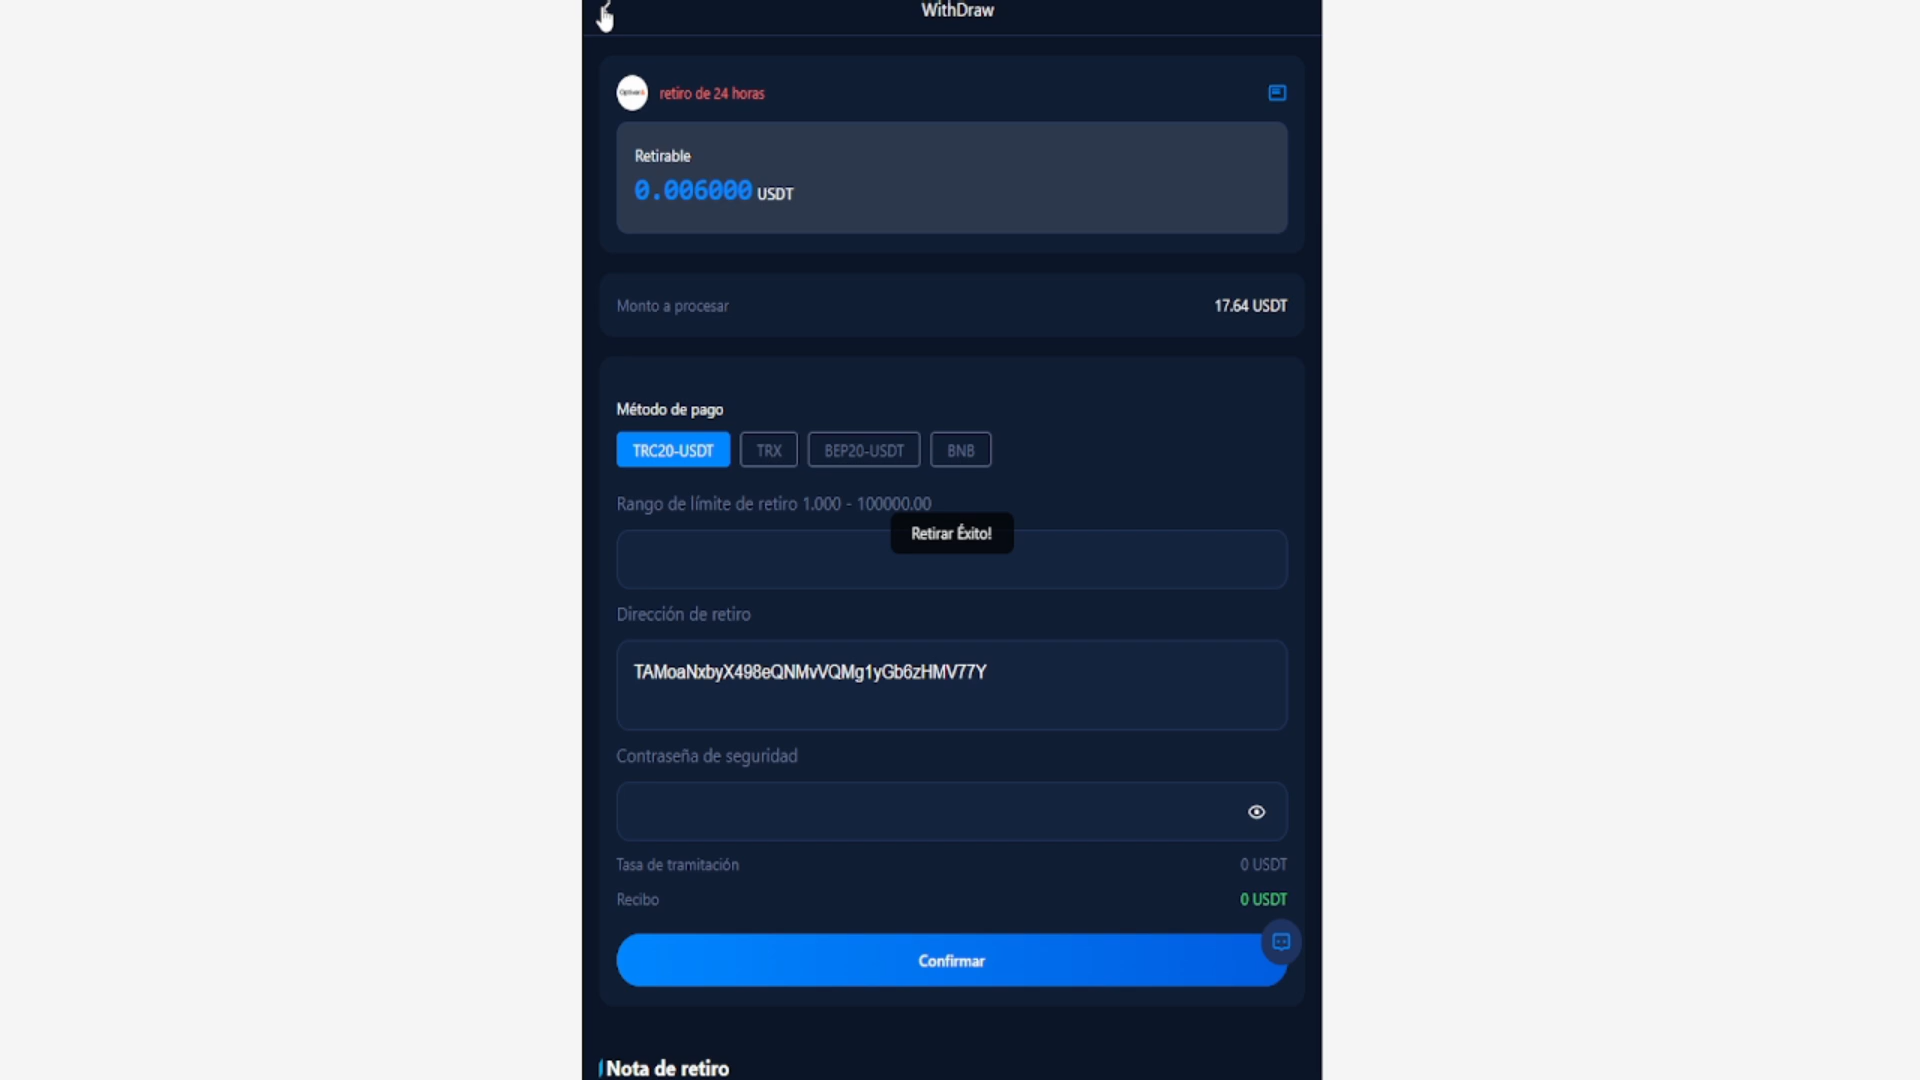 WithDraw
retiro de 24 horas
Retirable
0.006000 USDT
Monto a procesar 17.64 USDT
Método de pago
TRC20-USDT TRX BEP20-USDT BNB
Rango de límite de retiro 1.000 - 100000.00
Retirar Éxito!
Dirección de retiro
TAMoaNxbyX498eQNMvVQMg1yGb6zHMV77Y
Contraseña de seguridad
Tasa de tramitación 0 USDT
Recibo 0 USDT
Confirmar
Nota de retiro